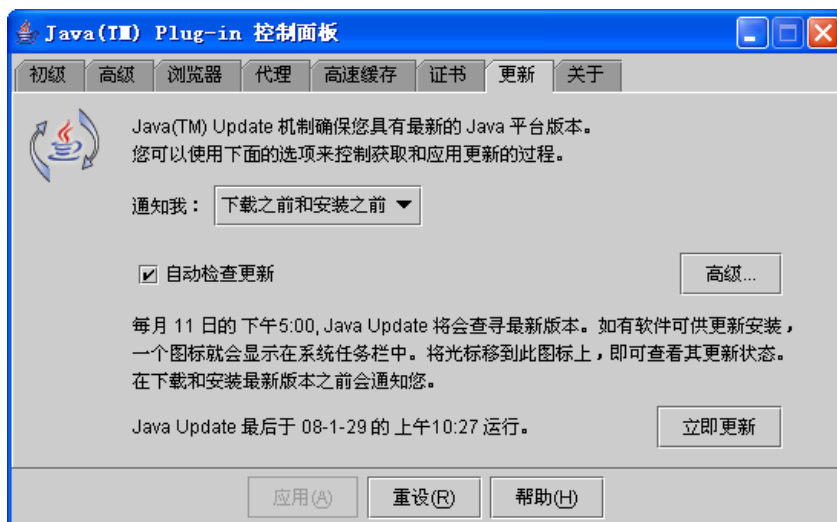 Java(TM) Plug-in 控制面板
初级 高级 浏览器 代理 高速缓存 证书 更新 关于
Java(TM) Update 机制确保您具有最新的 Java 平台版本。
您可以使用下面的选项来控制获取和应用更新的过程。
通知我： 下载之前和安装之前
自动检查更新 高级...
每月 11 日的 下午5:00, Java Update 将会查寻最新版本。如有软件可供更新安装，
一个图标就会显示在系统任务栏中。将光标移到此图标上，即可查看其更新状态。
在下载和安装最新版本之前会通知您。
Java Update 最后于 08-1-29 的 上午10:27 运行。 立即更新
应用(A) 重设(R) 帮助(H)